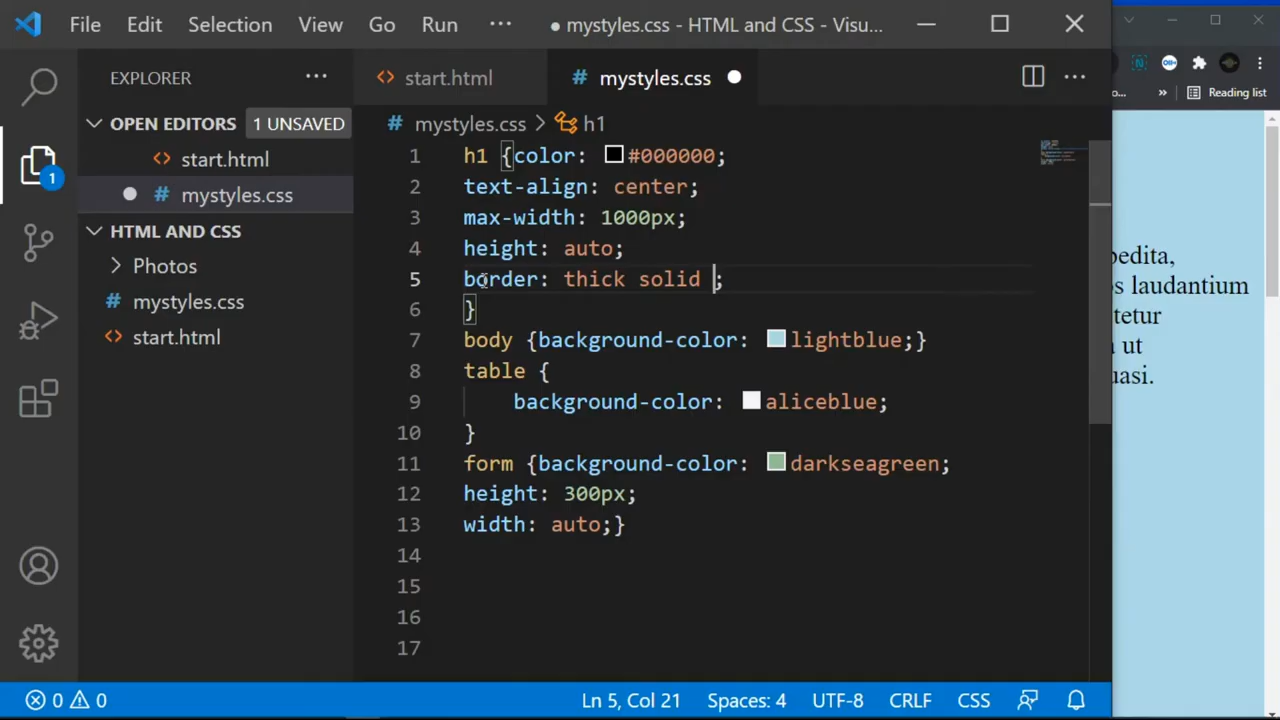 File Edit Selection View Go Run ··· ● mystyles.css - HTML and CSS - Visu...
EXPLORER ···
start.html
# mystyles.css
Reading list
OPEN EDITORS 1 UNSAVED
start.html
# mystyles.css
HTML AND CSS
Photos
# mystyles.css
start.html
1
# mystyles.css > h1
1 h1 {color: #000000;
2 text-align: center;
3 max-width: 1000px;
4 height: auto;
5 border: thick solid ;
6 }
7 body {background-color: lightblue;}
8 table {
9 background-color: aliceblue;
10 }
11 form {background-color: darkseagreen;
12 height: 300px;
13 width: auto;}
14
15
16
17
laudantium
ut
0 0 Ln 5, Col 21 Spaces: 4 UTF-8 CRLF CSS